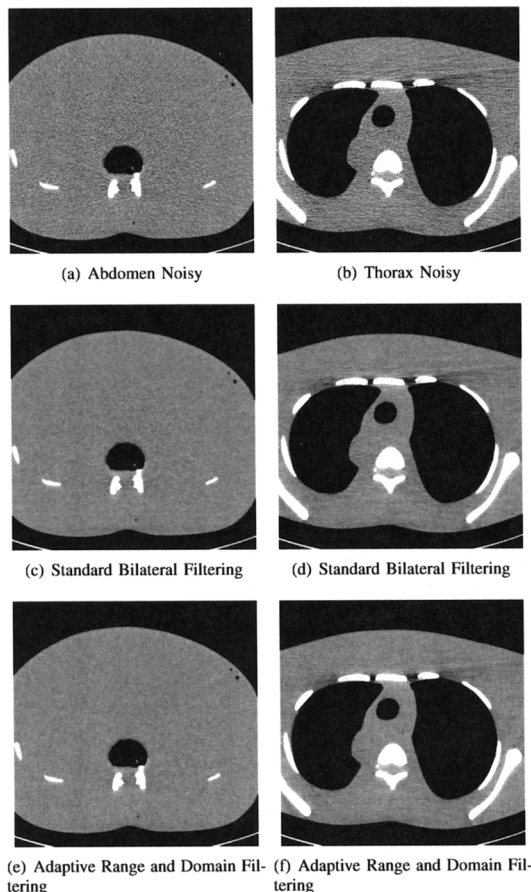 (a) Abdomen Noisy
(b) Thorax Noisy
(c) Standard Bilateral Filtering
(d) Standard Bilateral Filtering
(e) Adaptive Range and Domain Fil-
tering
(f) Adaptive Range and Domain Fil-
tering